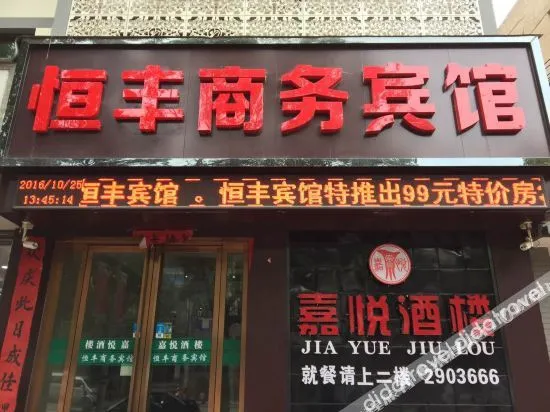 恒丰商务宾馆
2016/10/25
13:45:14
恒丰宾馆 。恒丰宾馆特推出99元特价房
嘉悦
嘉悦酒楼
JIA YUE JIU LOU
就餐请上二楼 2903666
楼酒悦嘉
恒丰商务宾馆
嘉悦酒楼
恒丰商务宾馆